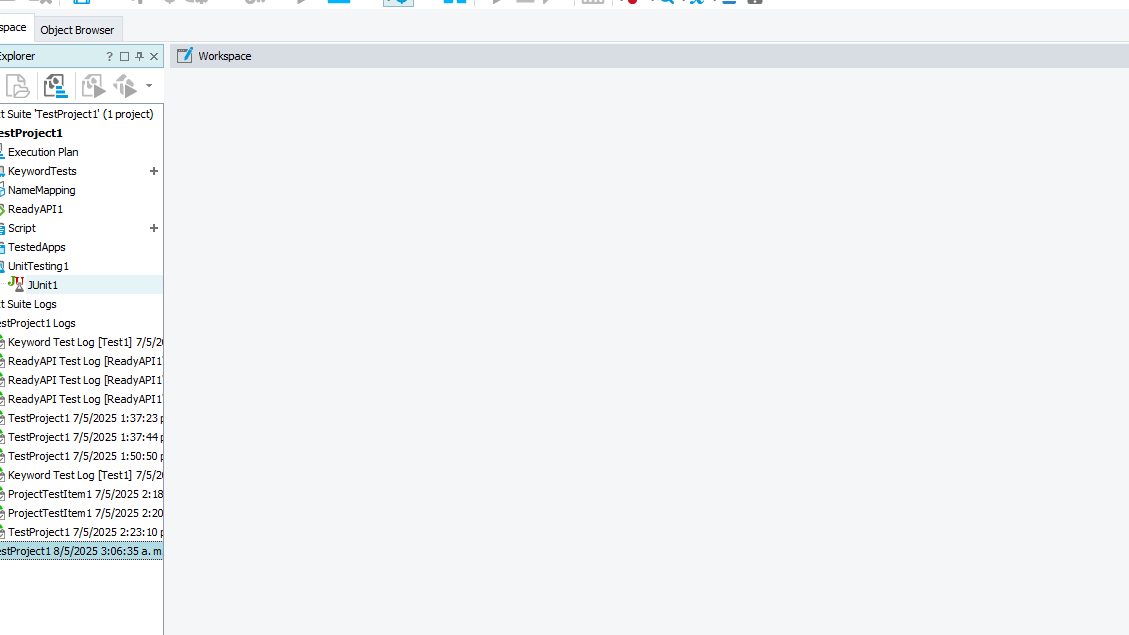 space
Object Browser
Explorer
?
Workspace
t Suite 'TestProject1' (1 project)
estProject1
Execution Plan
KeywordTests
NameMapping
ReadyAPI1
Script
TestedApps
UnitTesting1
JUnit1
t Suite Logs
estProject1 Logs
Keyword Test Log [Test1] 7/5/20
ReadyAPI Test Log [ReadyAPI1
ReadyAPI Test Log [ReadyAPI1
ReadyAPI Test Log [ReadyAPI1
TestProject1 7/5/2025 1:37:23 p
TestProject1 7/5/2025 1:37:44 p
TestProject1 7/5/2025 1:50:50 p
Keyword Test Log [Test1] 7/5/20
ProjectTestItem1 7/5/2025 2:18
ProjectTestItem1 7/5/2025 2:20
TestProject1 7/5/2025 2:23:10 p
estProject1 8/5/2025 3:06:35 a. m